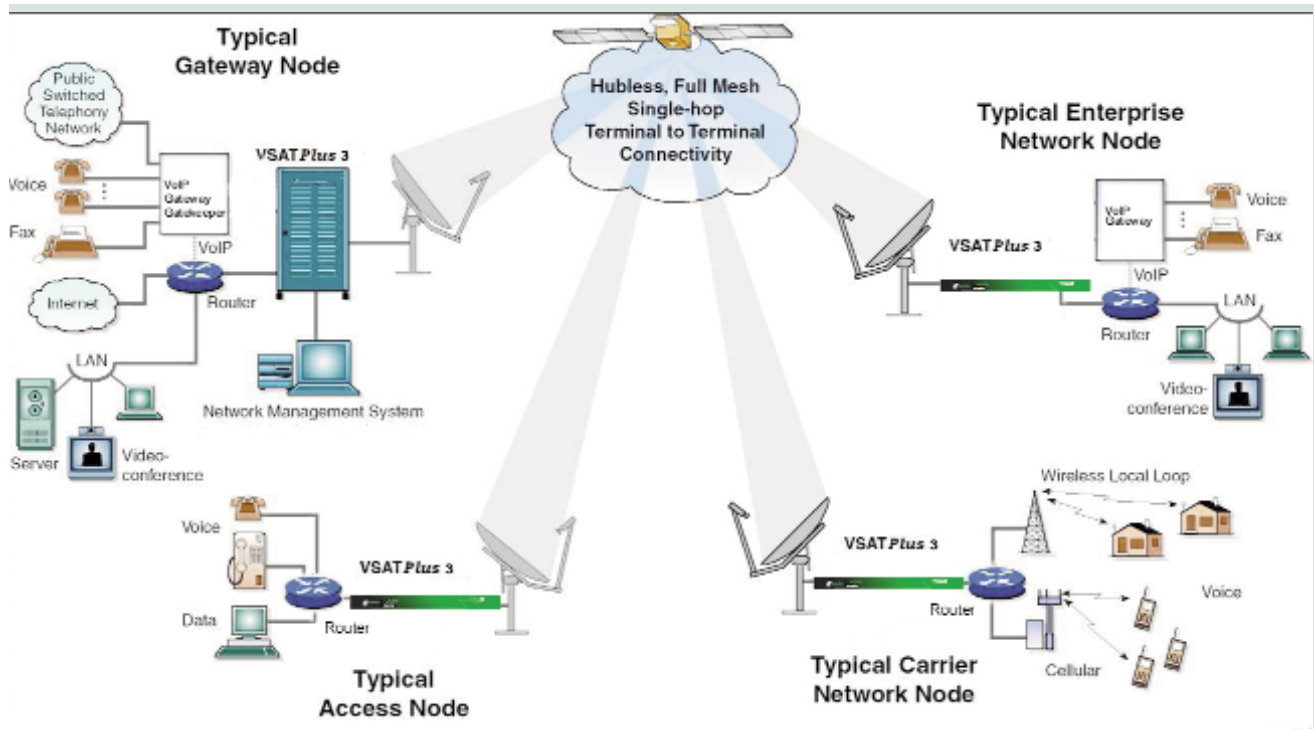 Typical
Gateway Node
Public
Switched
Telephony
Network
Voice
Fax
VoIP
Gateway
Gatekeeper
VoIP
Internet
Router
VSATPlus 3
LAN
Server
Video-
conference
Network Management System
Hubless, Full Mesh
Single-hop
Terminal to Terminal
Connectivity
Typical Enterprise
Network Node
VSATPlus 3
VoIP
Gateway
Voice
Fax
VoIP
Router
LAN
Video-
conference
Voice
Data
Router
VSATPlus 3
Typical
Access Node
VSATPlus 3
Router
Wireless Local Loop
Voice
Cellular
Typical Carrier
Network Node